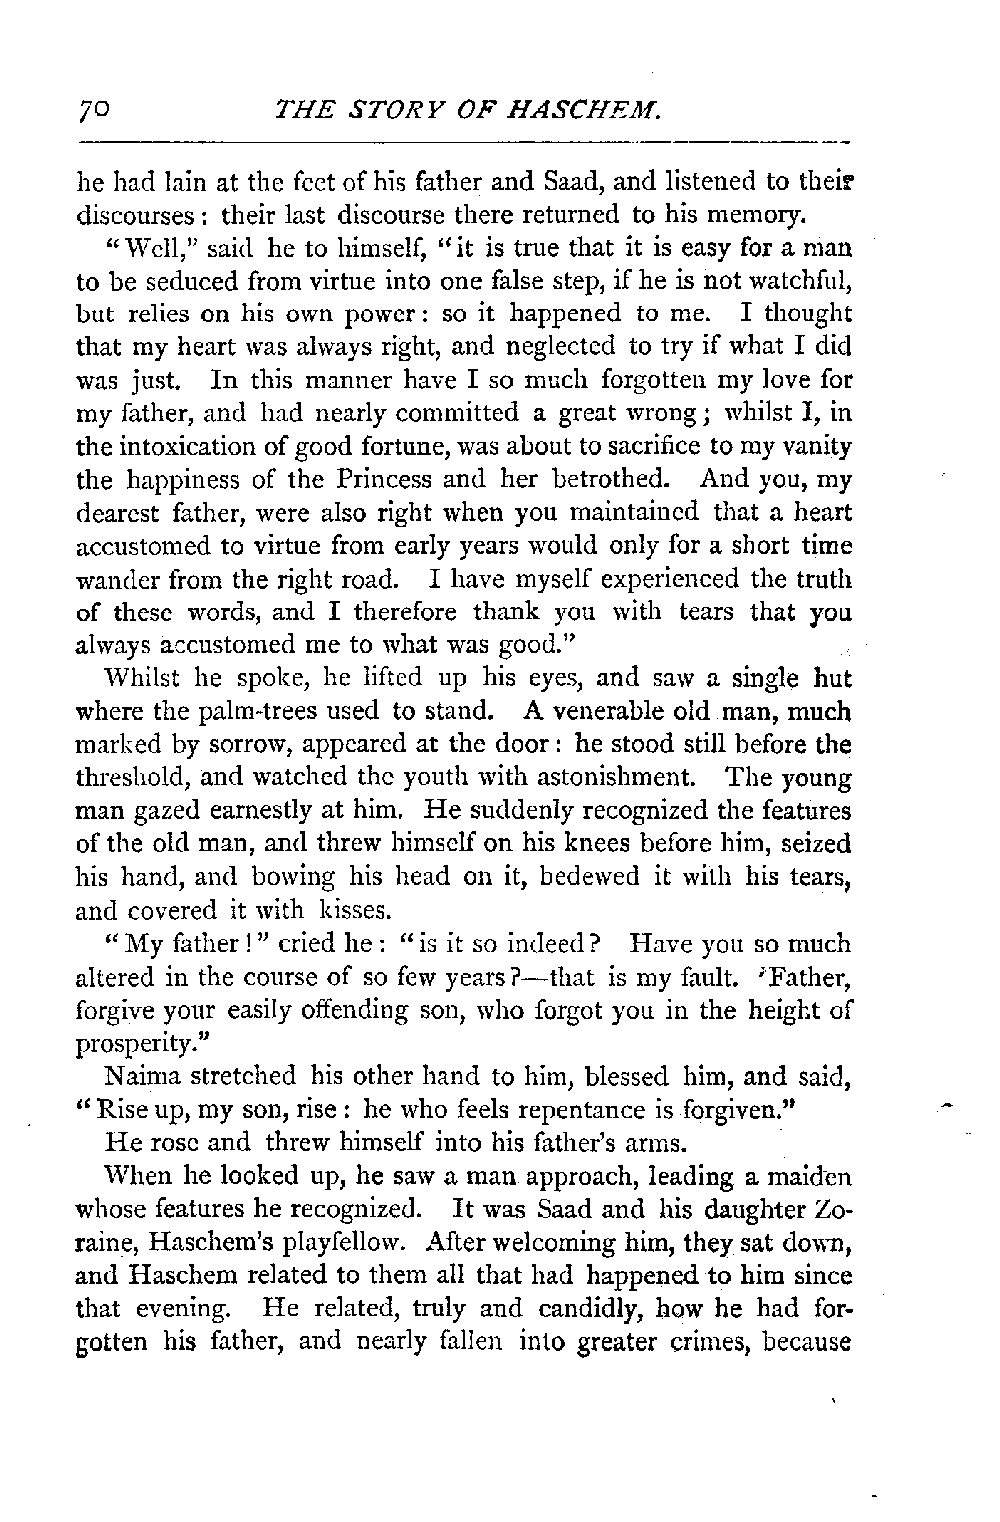 70 THE STORY OF HASCHEM.
he had lain at the feet of his father and Saad, and listened to their
discourses: their last discourse there returned to his memory.
"Well," said he to himself, "it is true that it is easy for a man
to be seduced from virtue into one false step, if he is not watchful,
but relies on his own power: so it happened to me. I thought
that my heart was always right, and neglected to try if what I did
was just. In this manner have I so much forgotten my love for
my father, and had nearly committed a great wrong; whilst I, in
the intoxication of good fortune, was about to sacrifice to my vanity
the happiness of the Princess and her betrothed. And you, my
dearest father, were also right when you maintained that a heart
accustomed to virtue from early years would only for a short time
wander from the right road. I have myself experienced the truth
of these words, and I therefore thank you with tears that you
always accustomed me to what was good."
Whilst he spoke, he lifted up his eyes, and saw a single hut
where the palm-trees used to stand. A venerable old man, much
marked by sorrow, appeared at the door: he stood still before the
threshold, and watched the youth with astonishment. The young
man gazed earnestly at him. He suddenly recognized the features
of the old man, and threw himself on his knees before him, seized
his hand, and bowing his head on it, bedewed it with his tears,
and covered it with kisses.
"My father!" cried he: "is it so indeed? Have you so much
altered in the course of so few years?—that is my fault. Father,
forgive your easily offending son, who forgot you in the height of
prosperity."
Naima stretched his other hand to him, blessed him, and said,
"Rise up, my son, rise: he who feels repentance is forgiven."
He rose and threw himself into his father's arms.
When he looked up, he saw a man approach, leading a maiden
whose features he recognized. It was Saad and his daughter Zo-
raine, Haschem's playfellow. After welcoming him, they sat down,
and Haschem related to them all that had happened to him since
that evening. He related, truly and candidly, how he had for-
gotten his father, and nearly fallen into greater crimes, because